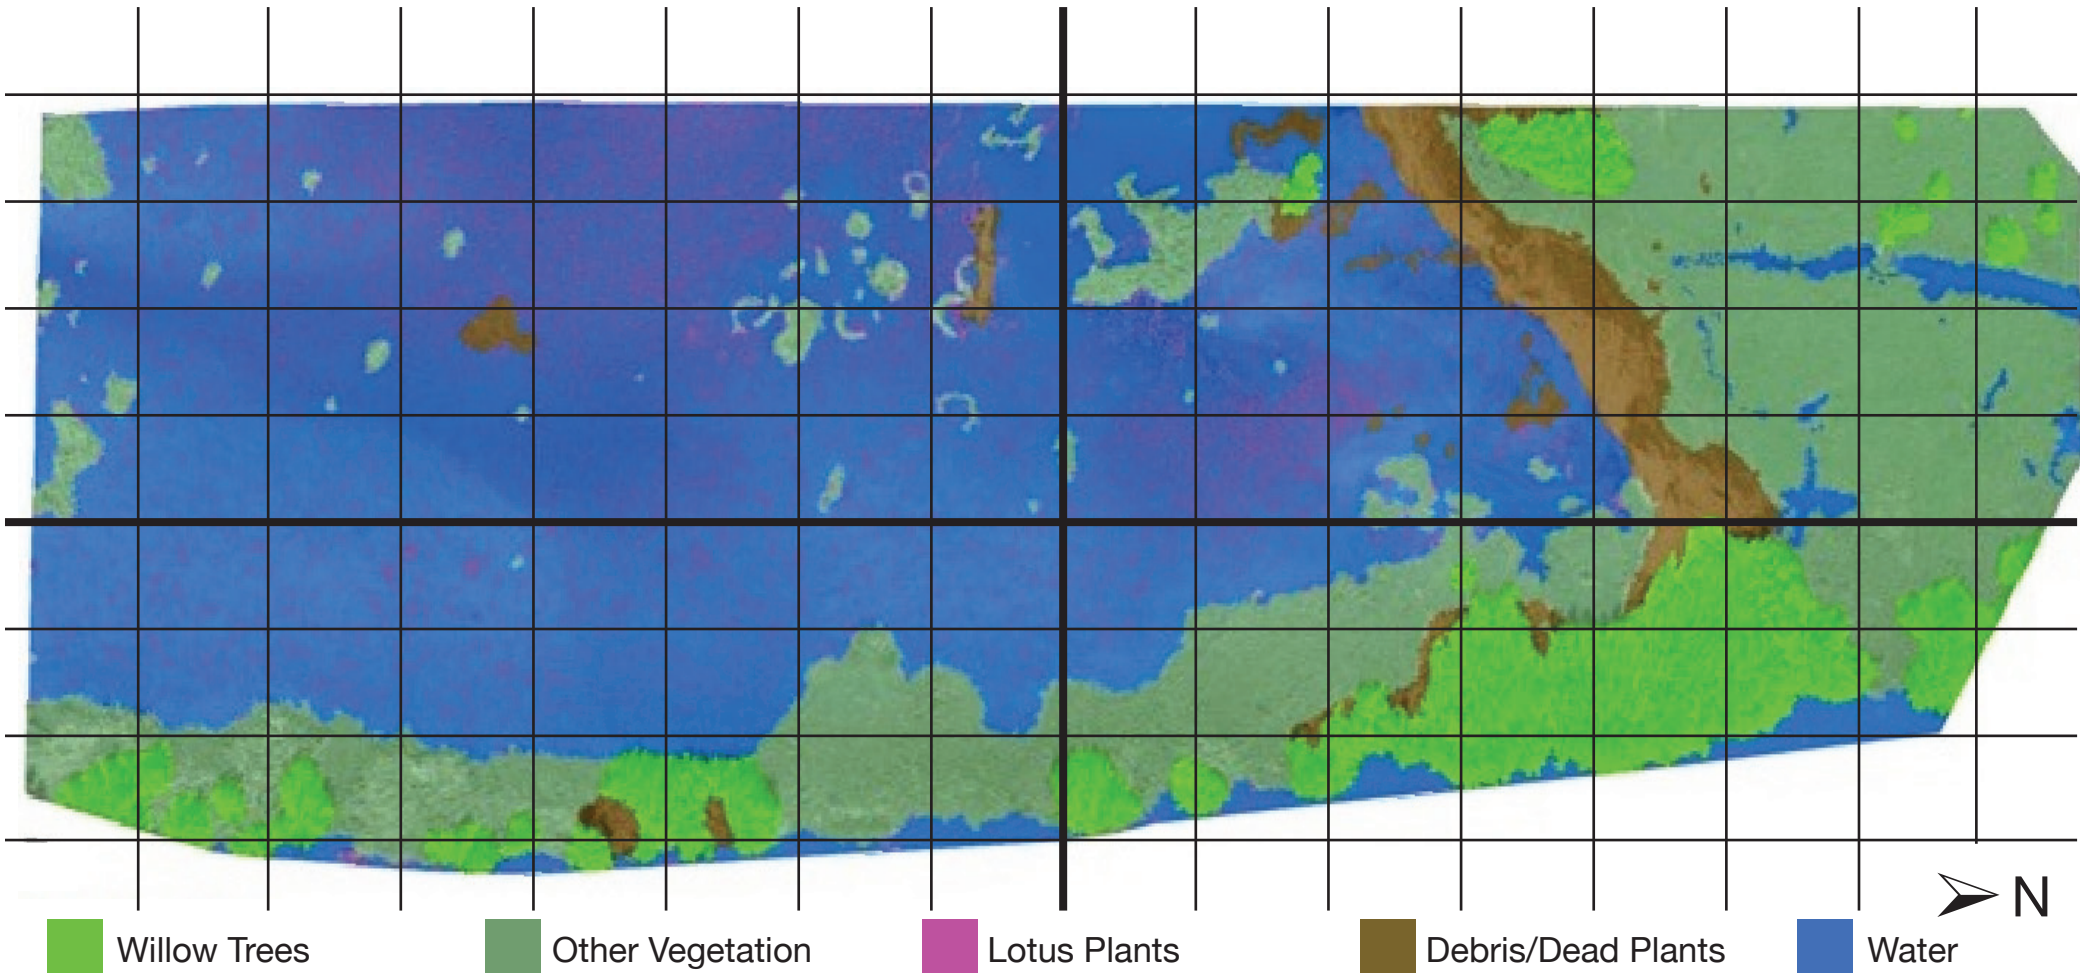 N
Willow Trees
Other Vegetation
Lotus Plants
Debris/Dead Plants
Water